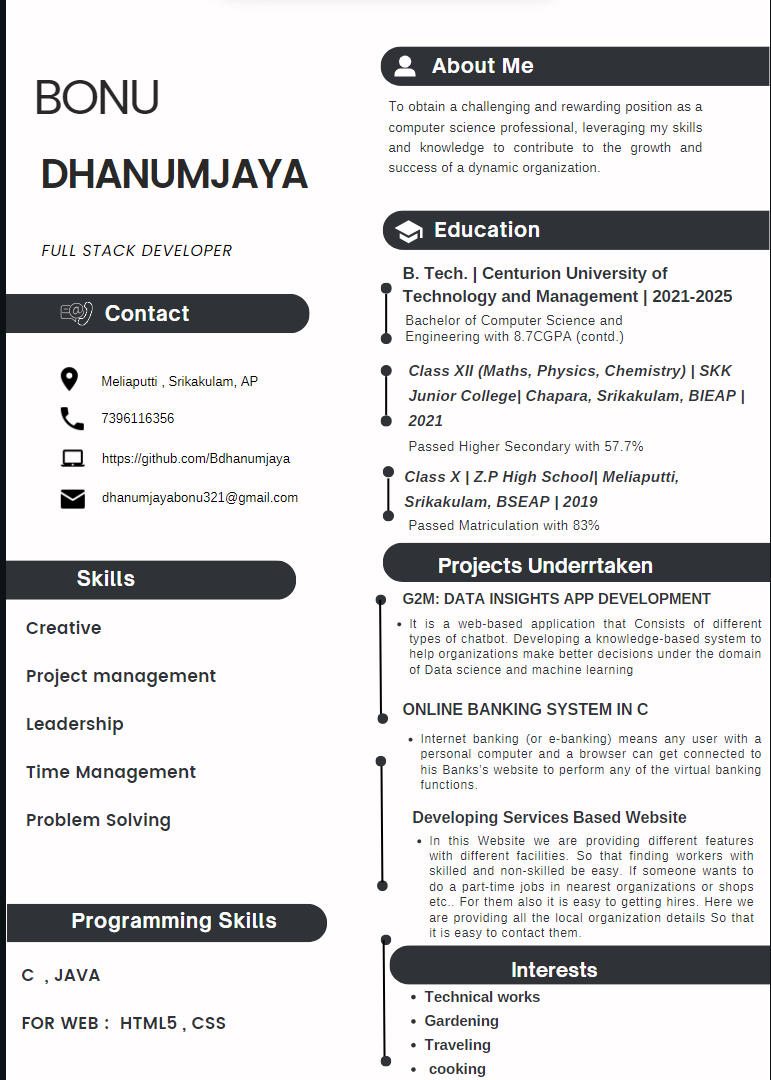 BONU
DHANUMJAYA
FULL STACK DEVELOPER
Contact
Meliaputti , Srikakulam, AP
7396116356
https://github.com/Bdhanumjaya
dhanumjayabonu321@gmail.com
Skills
Creative
Project management
Leadership
Time Management
Problem Solving
Programming Skills
C , JAVA
FOR WEB : HTML5 , CSS
About Me
To obtain a challenging and rewarding position as a
computer science professional, leveraging my skills
and knowledge to contribute to the growth and
success of a dynamic organization.
Education
B. Tech. | Centurion University of
Technology and Management | 2021-2025
Bachelor of Computer Science and
Engineering with 8.7CGPA (contd.)
Class XII (Maths, Physics, Chemistry) | SKK
Junior College| Chapara, Srikakulam, BIEAP |
2021
Passed Higher Secondary with 57.7%
Class X | Z.P High School| Meliaputti,
Srikakulam, BSEAP | 2019
Passed Matriculation with 83%
Projects Underrtaken
G2M: DATA INSIGHTS APP DEVELOPMENT
• It is a web-based application that Consists of different
types of chatbot. Developing a knowledge-based system to
help organizations make better decisions under the domain
of Data science and machine learning
ONLINE BANKING SYSTEM IN C
• Internet banking (or e-banking) means any user with a
personal computer and a browser can get connected to
his Banks's website to perform any of the virtual banking
functions.
Developing Services Based Website
• In this Website we are providing different features
with different facilities. So that finding workers with
skilled and non-skilled be easy. If someone wants to
do a part-time jobs in nearest organizations or shops
etc.. For them also it is easy to getting hires. Here we
are providing all the local organization details So that
it is easy to contact them.
Interests
• Technical works
• Gardening
• Traveling
• cooking